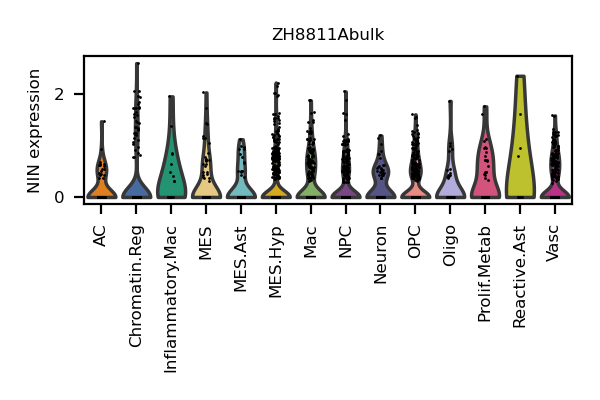 ZH8811Abulk
NIN expression
2
0
AC
Chromatin.Reg
Inflammatory.Mac
MES
MES.Ast
MES.Hyp
Mac
NPC
Neuron
OPC
Oligo
Prolif.Metab
Reactive.Ast
Vasc